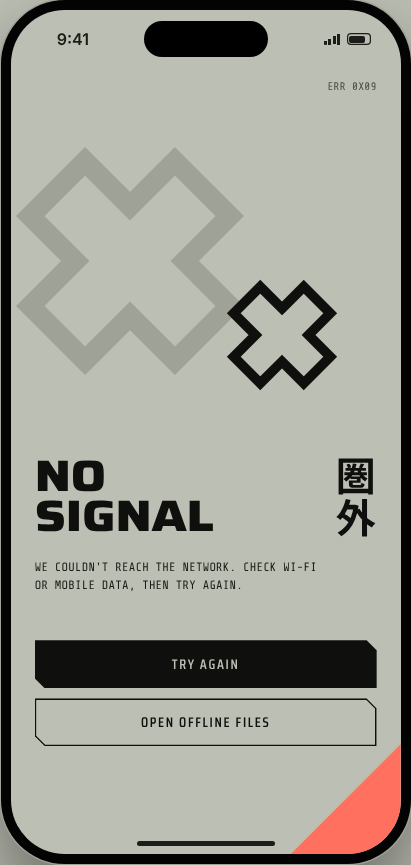 9:41
ERR 0X09
NO
SIGNAL
圏外
WE COULDN'T REACH THE NETWORK. CHECK WI-FI
OR MOBILE DATA, THEN TRY AGAIN.
TRY AGAIN
OPEN OFFLINE FILES